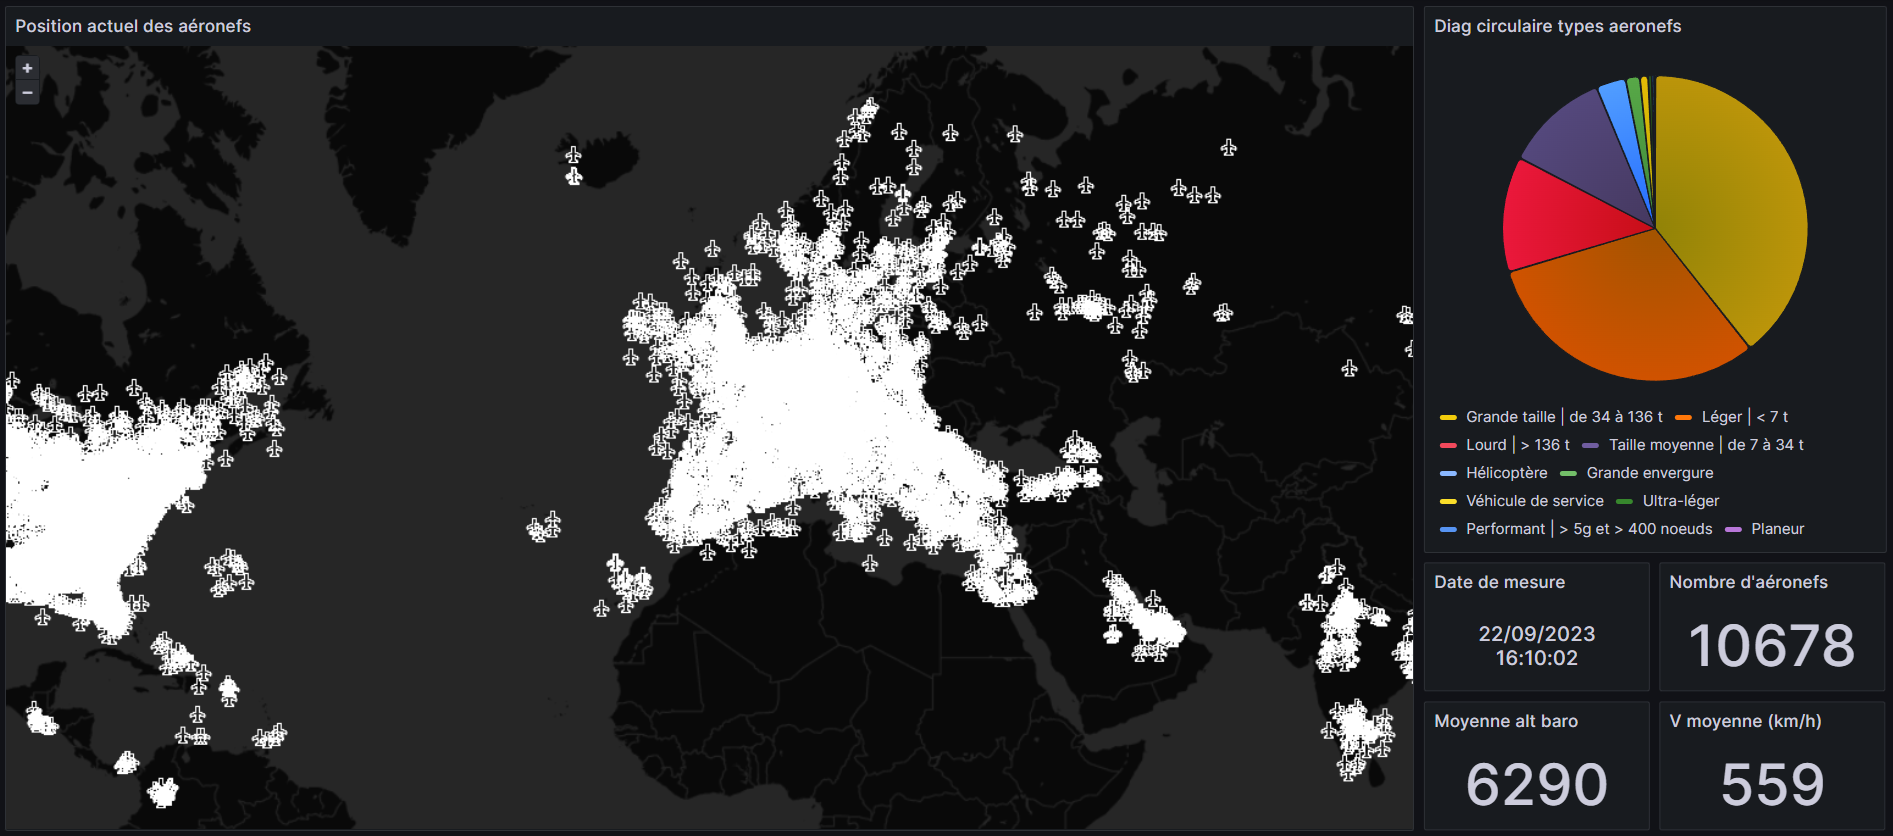 Position actuel des aéronefs
+
−
Diag circulaire types aeronefs
Grande taille | de 34 à 136 t Léger | < 7 t
Lourd | > 136 t Taille moyenne | de 7 à 34 t
Hélicoptère Grande envergure
Véhicule de service Ultra-léger
Performant | > 5g et > 400 noeuds Planeur
Date de mesure
22/09/2023
16:10:02
Nombre d'aéronefs
10678
Moyenne alt baro
6290
V moyenne (km/h)
559